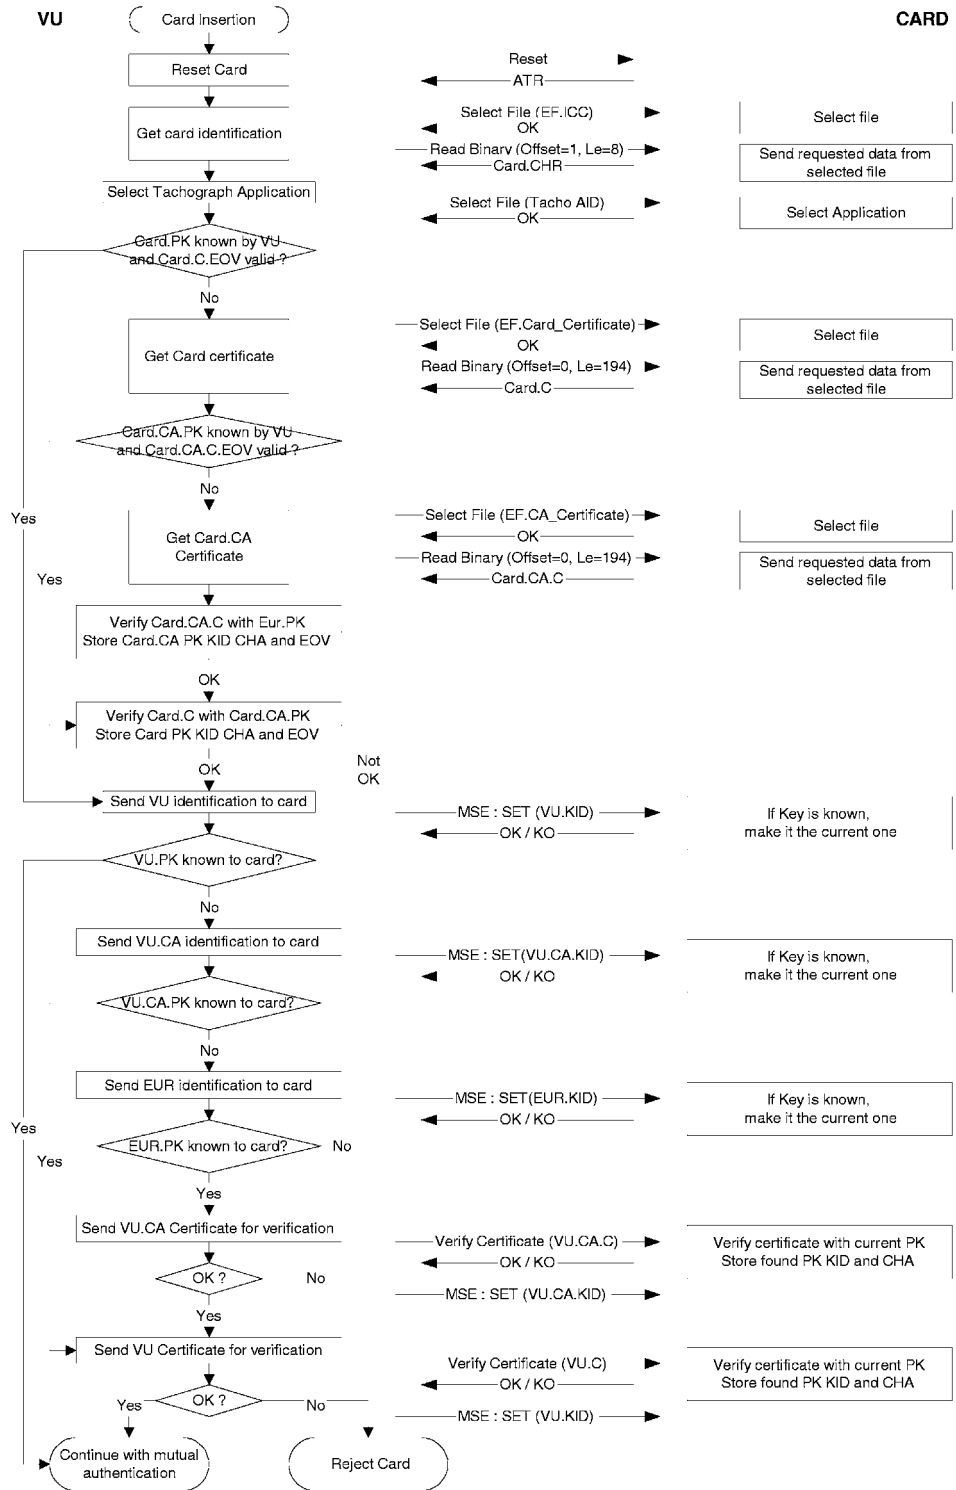 VU
Card Insertion
CARD
Reset Card
Reset
ATR
Get card identification
Select File (EF.ICC)
OK
Select file
Read Binary (Offset=1, Le=8)
Card.CHR
Send requested data from
selected file
Select Tachograph Application
Select File (Tacho AID)
OK
Select Application
Card.PK known by VU
and Card.C.EOV valid ?
No
Get Card certificate
Select File (EF.Card_Certificate)
OK
Select file
Read Binary (Offset=0, Le=194)
Card.C
Send requested data from
selected file
Card.CA.PK known by VU
and Card.CA.C.EOV valid ?
No
Yes
Get Card.CA
Certificate
Select File (EF.CA_Certificate)
OK
Select file
Yes
Read Binary (Offset=0, Le=194)
Card.CA.C
Send requested data from
selected file
Verify Card.CA.C with Eur.PK
Store Card.CA PK KID CHA and EOV
OK
Verify Card.C with Card.CA.PK
Store Card PK KID CHA and EOV
OK
Not
OK
Send VU identification to card
MSE : SET (VU.KID)
OK / KO
If Key is known,
make it the current one
VU.PK known to card?
No
Send VU.CA identification to card
MSE : SET(VU.CA.KID)
OK / KO
If Key is known,
make it the current one
VU.CA.PK known to card?
No
Send EUR identification to card
MSE : SET(EUR.KID)
OK / KO
If Key is known,
make it the current one
Yes
EUR.PK known to card?
No
Yes
Yes
Send VU.CA Certificate for verification
Verify Certificate (VU.CA.C)
OK / KO
Verify certificate with current PK
Store found PK KID and CHA
OK ?
No
MSE : SET (VU.CA.KID)
Yes
Send VU Certificate for verification
Verify Certificate (VU.C)
OK / KO
Verify certificate with current PK
Store found PK KID and CHA
OK ?
Yes
No
MSE : SET (VU.KID)
Continue with mutual
authentication
Reject Card